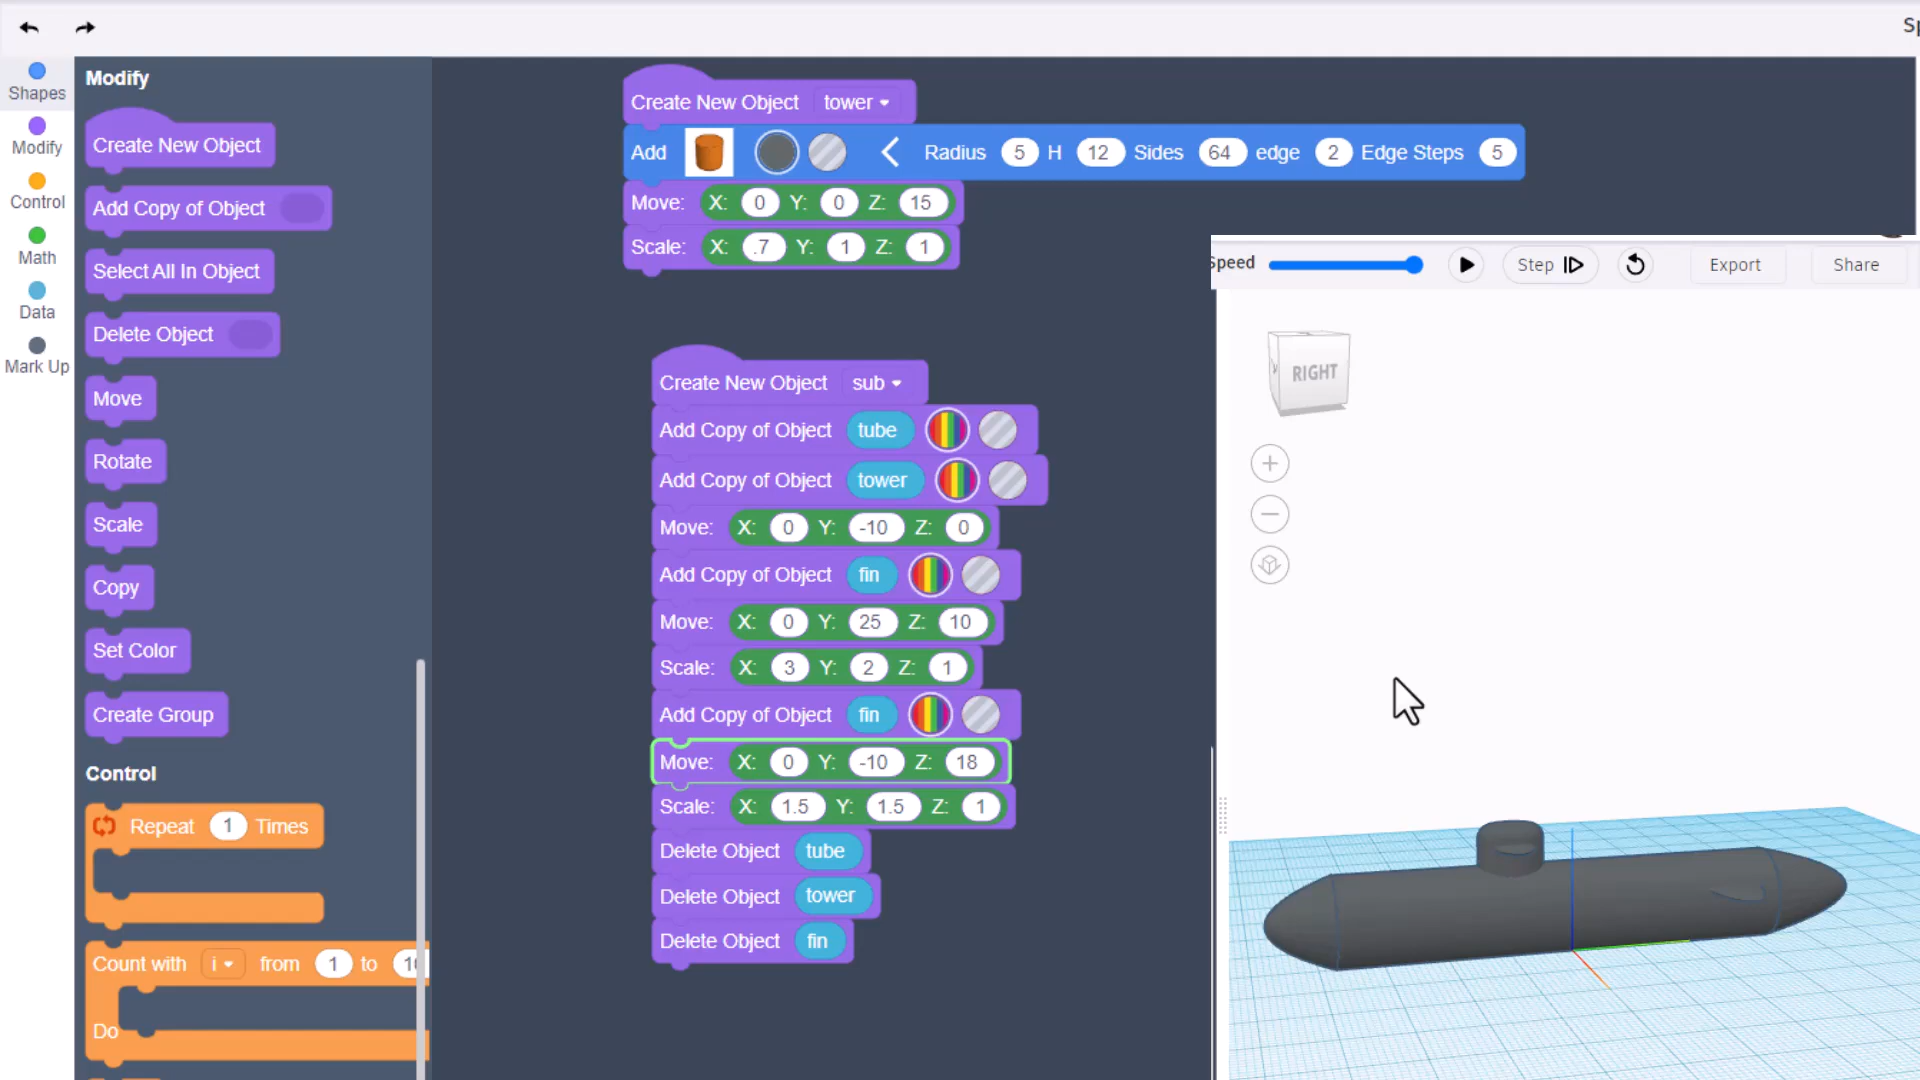 Sp
Shapes
Modify
Control
Math
Data
Mark Up
Modify
Create New Object
Add Copy of Object
Select All In Object
Delete Object
Move
Rotate
Scale
Copy
Set Color
Create Group
Control
Repeat 1 Times
Count with i from 1 to 10
Do
Create New Object tower
Add Radius 5 H 12 Sides 64 edge 2 Edge Steps 5
Move: X: 0 Y: 0 Z: 15
Scale: X: .7 Y: 1 Z: 1
Create New Object sub
Add Copy of Object tube
Add Copy of Object tower
Move: X: 0 Y: -10 Z: 0
Add Copy of Object fin
Move: X: 0 Y: 25 Z: 10
Scale: X: 3 Y: 2 Z: 1
Add Copy of Object fin
Move: X: 0 Y: -10 Z: 18
Scale: X: 1.5 Y: 1.5 Z: 1
Delete Object tube
Delete Object tower
Delete Object fin
Speed Step Export Share
RIGHT